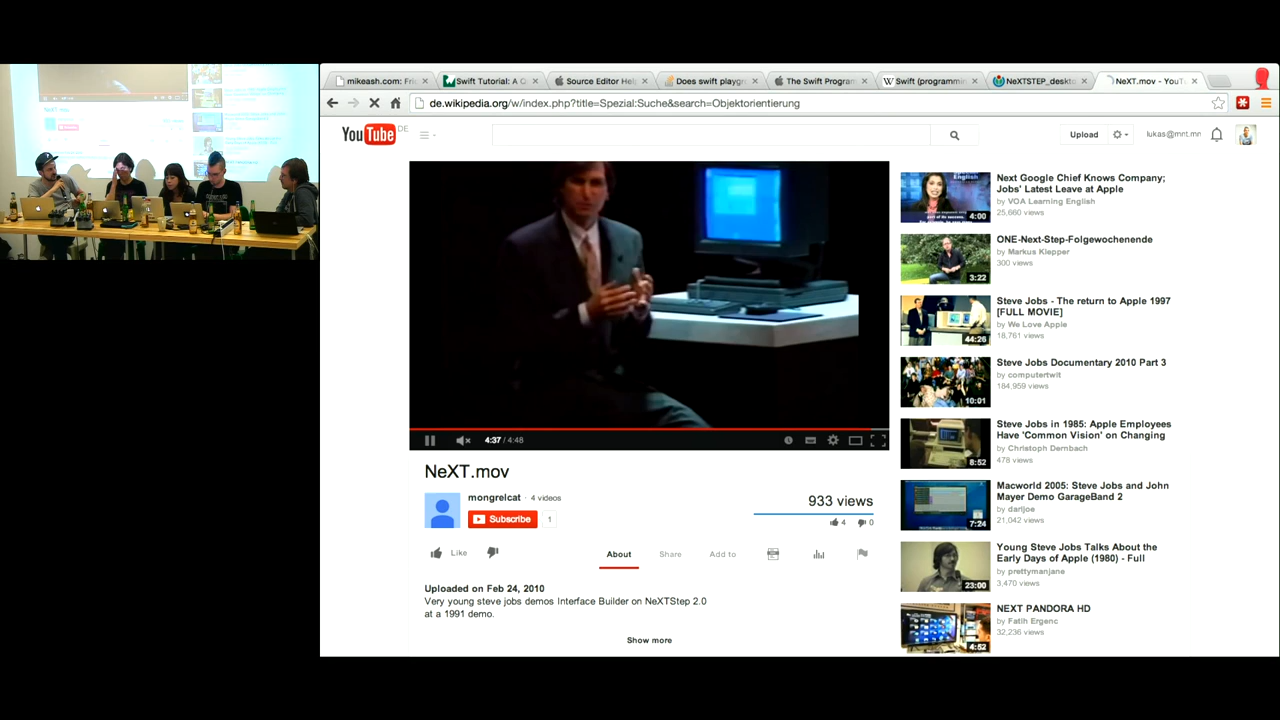 mikeash.com: Fri
Swift Tutorial: A C
Source Editor Hel
Does swift playgr
The Swift Program
Swift (programmin
NeXTSTEP_deskt
NeXT.mov - YouT
de.wikipedia.org/w/index.php?title=Spezial:Suche&search=Objektorientierung
YouTube DE
Upload
lukas@mnt.mn
4:37 / 4:48
NeXT.mov
mongrelcat · 4 videos
Subscribe 1
933 views
4 0
Like
About
Share
Add to
Uploaded on Feb 24, 2010
Very young steve jobs demos Interface Builder on NeXTStep 2.0
at a 1991 demo.
Show more
English
4:00
Next Google Chief Knows Company;
Jobs' Latest Leave at Apple
by VOA Learning English
25,660 views
3:22
ONE-Next-Step-Folgewochenende
by Markus Klepper
300 views
44:26
Steve Jobs - The return to Apple 1997
[FULL MOVIE]
by We Love Apple
18,761 views
10:01
Steve Jobs Documentary 2010 Part 3
by computertwit
184,959 views
8:52
Steve Jobs in 1985: Apple Employees
Have 'Common Vision' on Changing
by Christoph Dernbach
478 views
7:24
Macworld 2005: Steve Jobs and John
Mayer Demo GarageBand 2
by darijoe
21,042 views
23:00
Young Steve Jobs Talks About the
Early Days of Apple (1980) - Full
by prettymanjane
3,470 views
4:52
NEXT PANDORA HD
by Fatih Ergenc
32,236 views